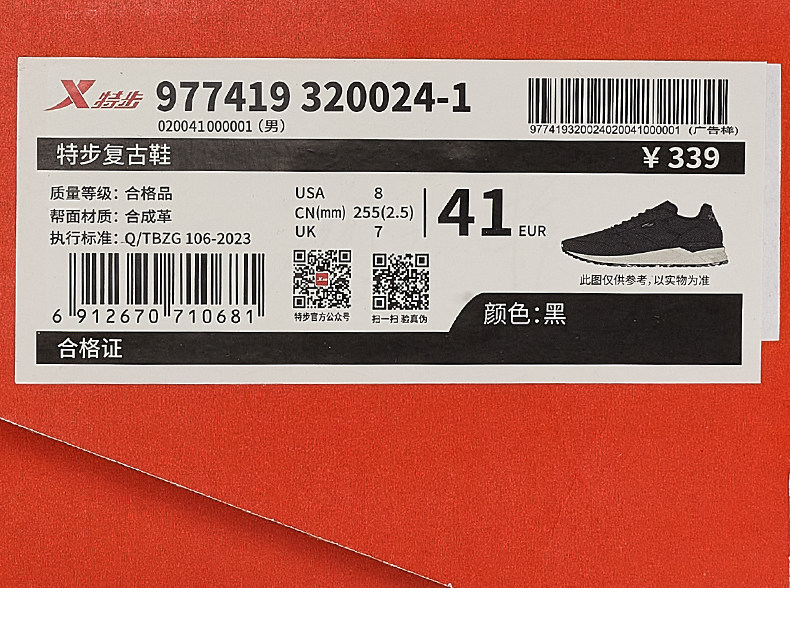 特步 977419 320024-1
020041000001 (男)
977419320024020041000001 (广告样)
特步复古鞋 ¥ 339
质量等级: 合格品
帮面材质: 合成革
执行标准: Q/TBZG 106-2023
USA 8
CN(mm) 255(2.5)
UK 7
41 EUR
6 912670 710681
特步官方公众号
扫一扫 验真伪
此图仅供参考,以实物为准
颜色:黑
合格证